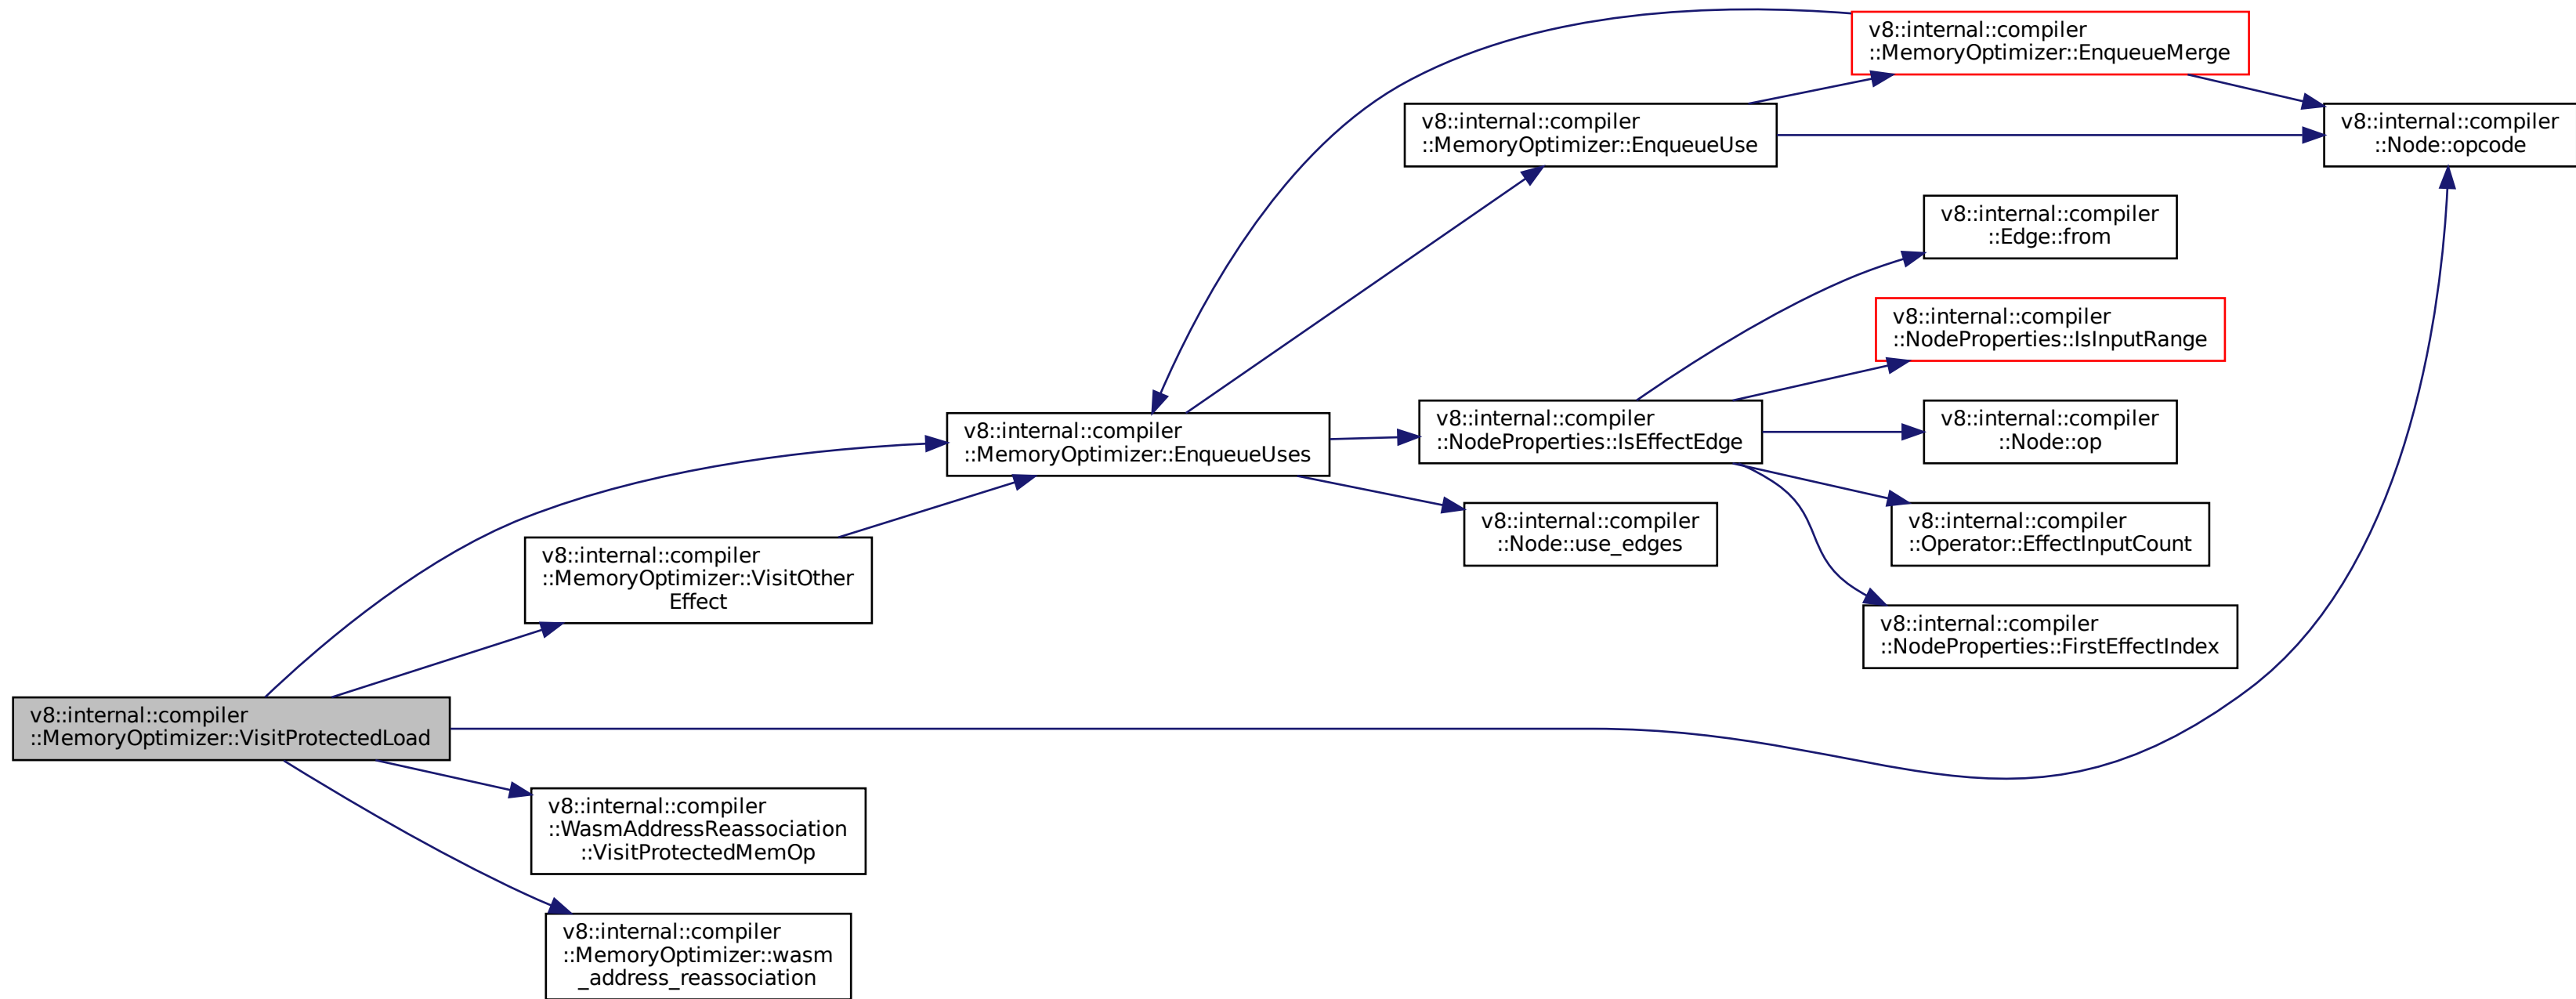 v8::internal::compiler
::MemoryOptimizer::EnqueueMerge
v8::internal::compiler
::MemoryOptimizer::EnqueueUse
v8::internal::compiler
::Node::opcode
v8::internal::compiler
::Edge::from
v8::internal::compiler
::NodeProperties::IsInputRange
v8::internal::compiler
::MemoryOptimizer::EnqueueUses
v8::internal::compiler
::NodeProperties::IsEffectEdge
v8::internal::compiler
::Node::op
v8::internal::compiler
::Node::use_edges
v8::internal::compiler
::Operator::EffectInputCount
v8::internal::compiler
::MemoryOptimizer::VisitOther
Effect
v8::internal::compiler
::NodeProperties::FirstEffectIndex
v8::internal::compiler
::MemoryOptimizer::VisitProtectedLoad
v8::internal::compiler
::WasmAddressReassociation
::VisitProtectedMemOp
v8::internal::compiler
::MemoryOptimizer::wasm
_address_reassociation